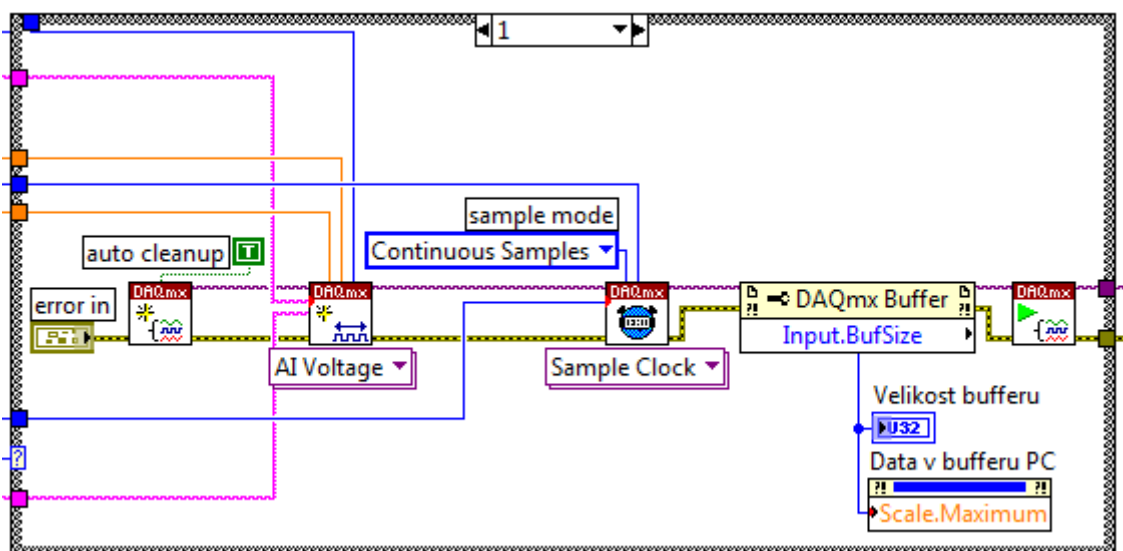 1
sample mode
Continuous Samples
auto cleanup
T
error in
DAQmx
DAQmx
DAQmx
DAQmx Buffer
DAQmx
Input.BufSize
AI Voltage
Sample Clock
Velikost bufferu
U32
?
Data v bufferu PC
?! ?!
Scale.Maximum